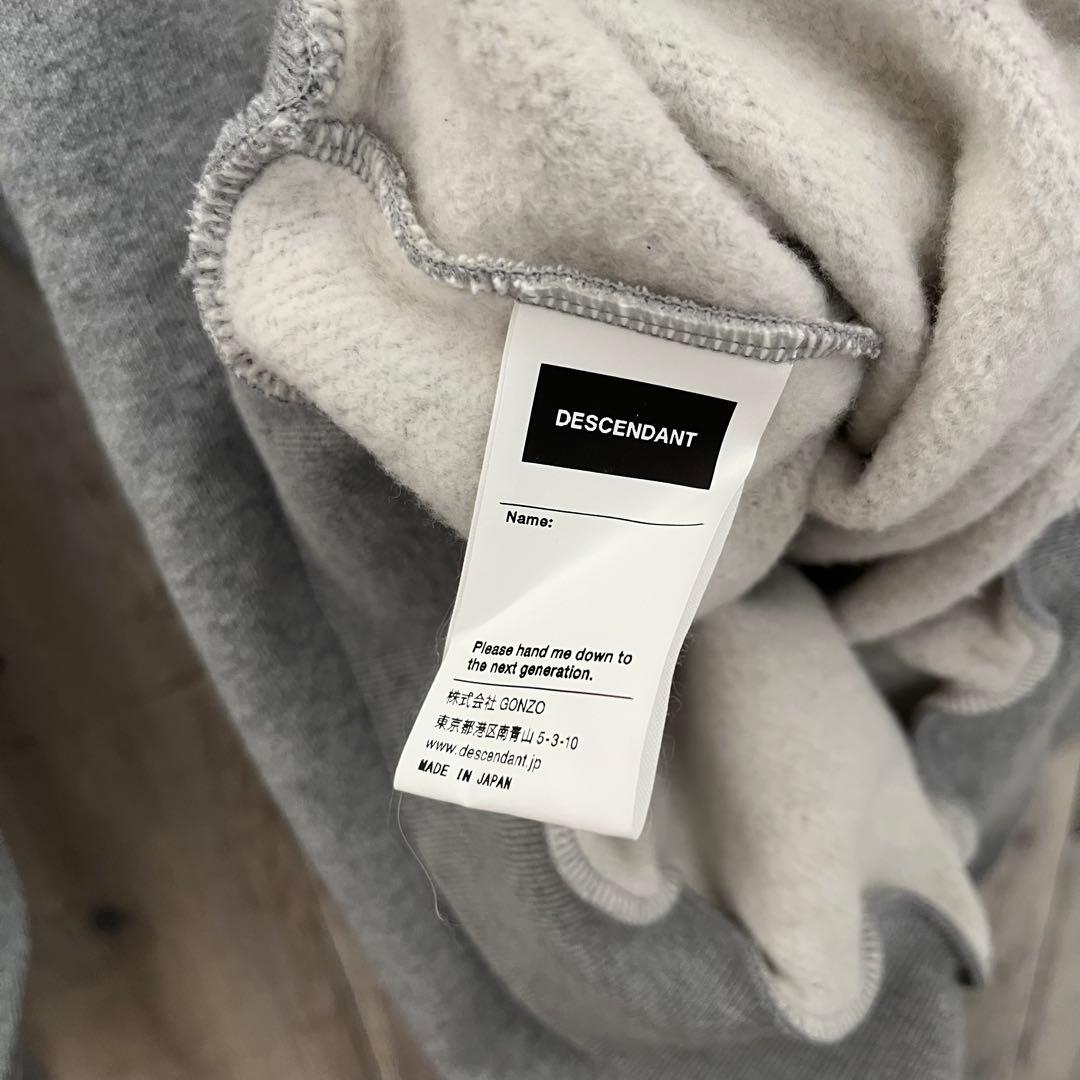 DESCENDANT
Name:
Please hand me down to
the next generation.
株式会社 GONZO
東京都港区南青山 5-3-10
www.descendant.jp
MADE IN JAPAN